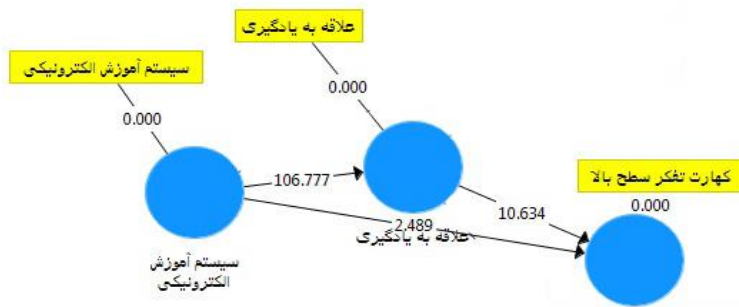 علاقه به یادگیری
سیستم آموزش الکترونیکی
0.000
0.000
کهارت تفکر سطح بالا
0.000
106.777
10.634
2.489
علاقه به یادگیری
سیستم آموزش
الکترونیکی